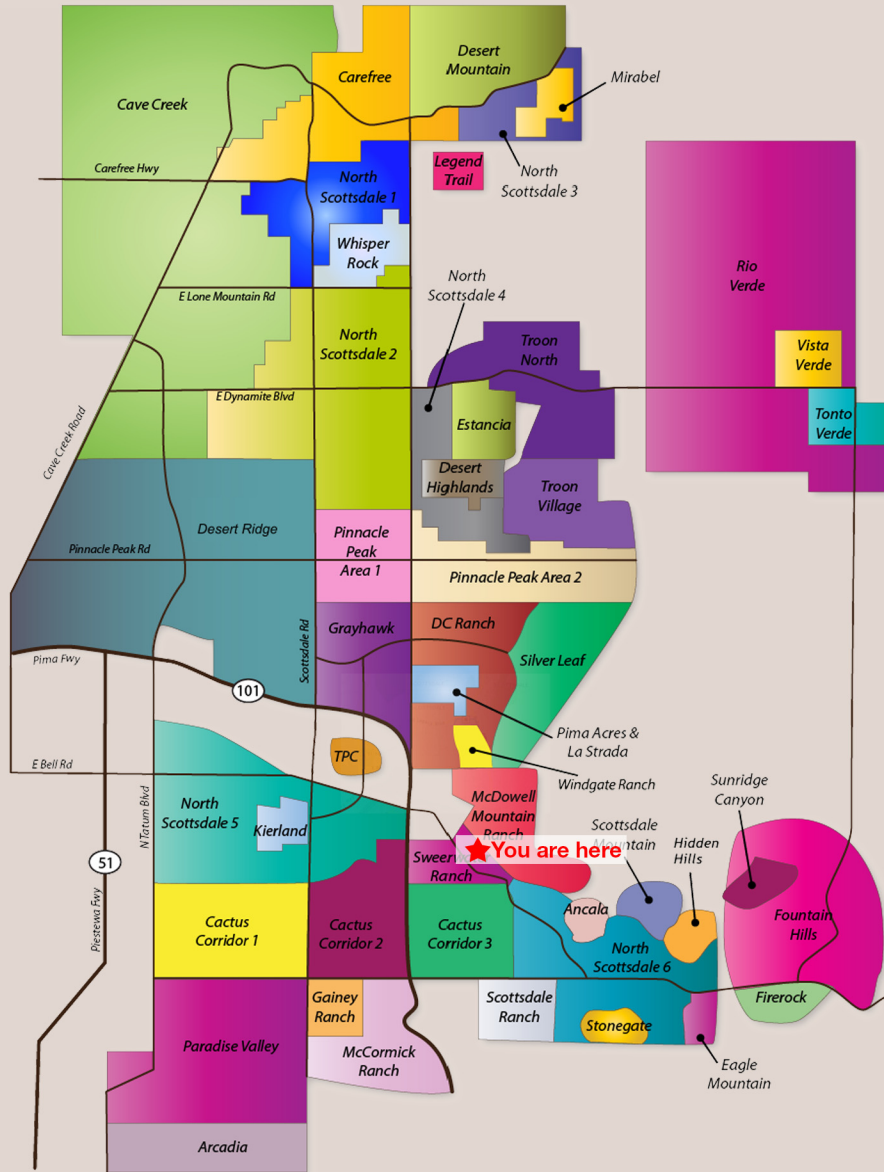 Cave Creek
Carefree
Desert
Mountain
Mirabel
Carefree Hwy
North
Scottsdale 1
Legend
Trail
North
Scottsdale 3
Whisper
Rock
E Lone Mountain Rd
North
Scottsdale 4
Rio
Verde
North
Scottsdale 2
Troon
North
Vista
Verde
E Dynamite Blvd
Cave Creek Road
Estancia
Tonto
Verde
Desert
Highlands
Troon
Village
Desert Ridge
Pinnacle
Peak
Area 1
Pinnacle Peak Rd
Pinnacle Peak Area 2
Scottsdale Rd
Grayhawk
DC Ranch
Silver Leaf
Pima Fwy
101
Pima Acres &
La Strada
TPC
E Bell Rd
Windgate Ranch
N Tatum Blvd
North
Scottsdale 5
Kierland
McDowell
Mountain
Ranch
Sunridge
Canyon
Scottsdale
Mountain
Hidden
Hills
You are here
Ranch
51
Piestewa Fwy
Cactus
Corridor 1
Cactus
Corridor 2
Cactus
Corridor 3
Ancala
North
Scottsdale 6
Fountain
Hills
Gainey
Ranch
Scottsdale
Ranch
Stonegate
Firerock
Paradise Valley
McCormick
Ranch
Eagle
Mountain
Arcadia